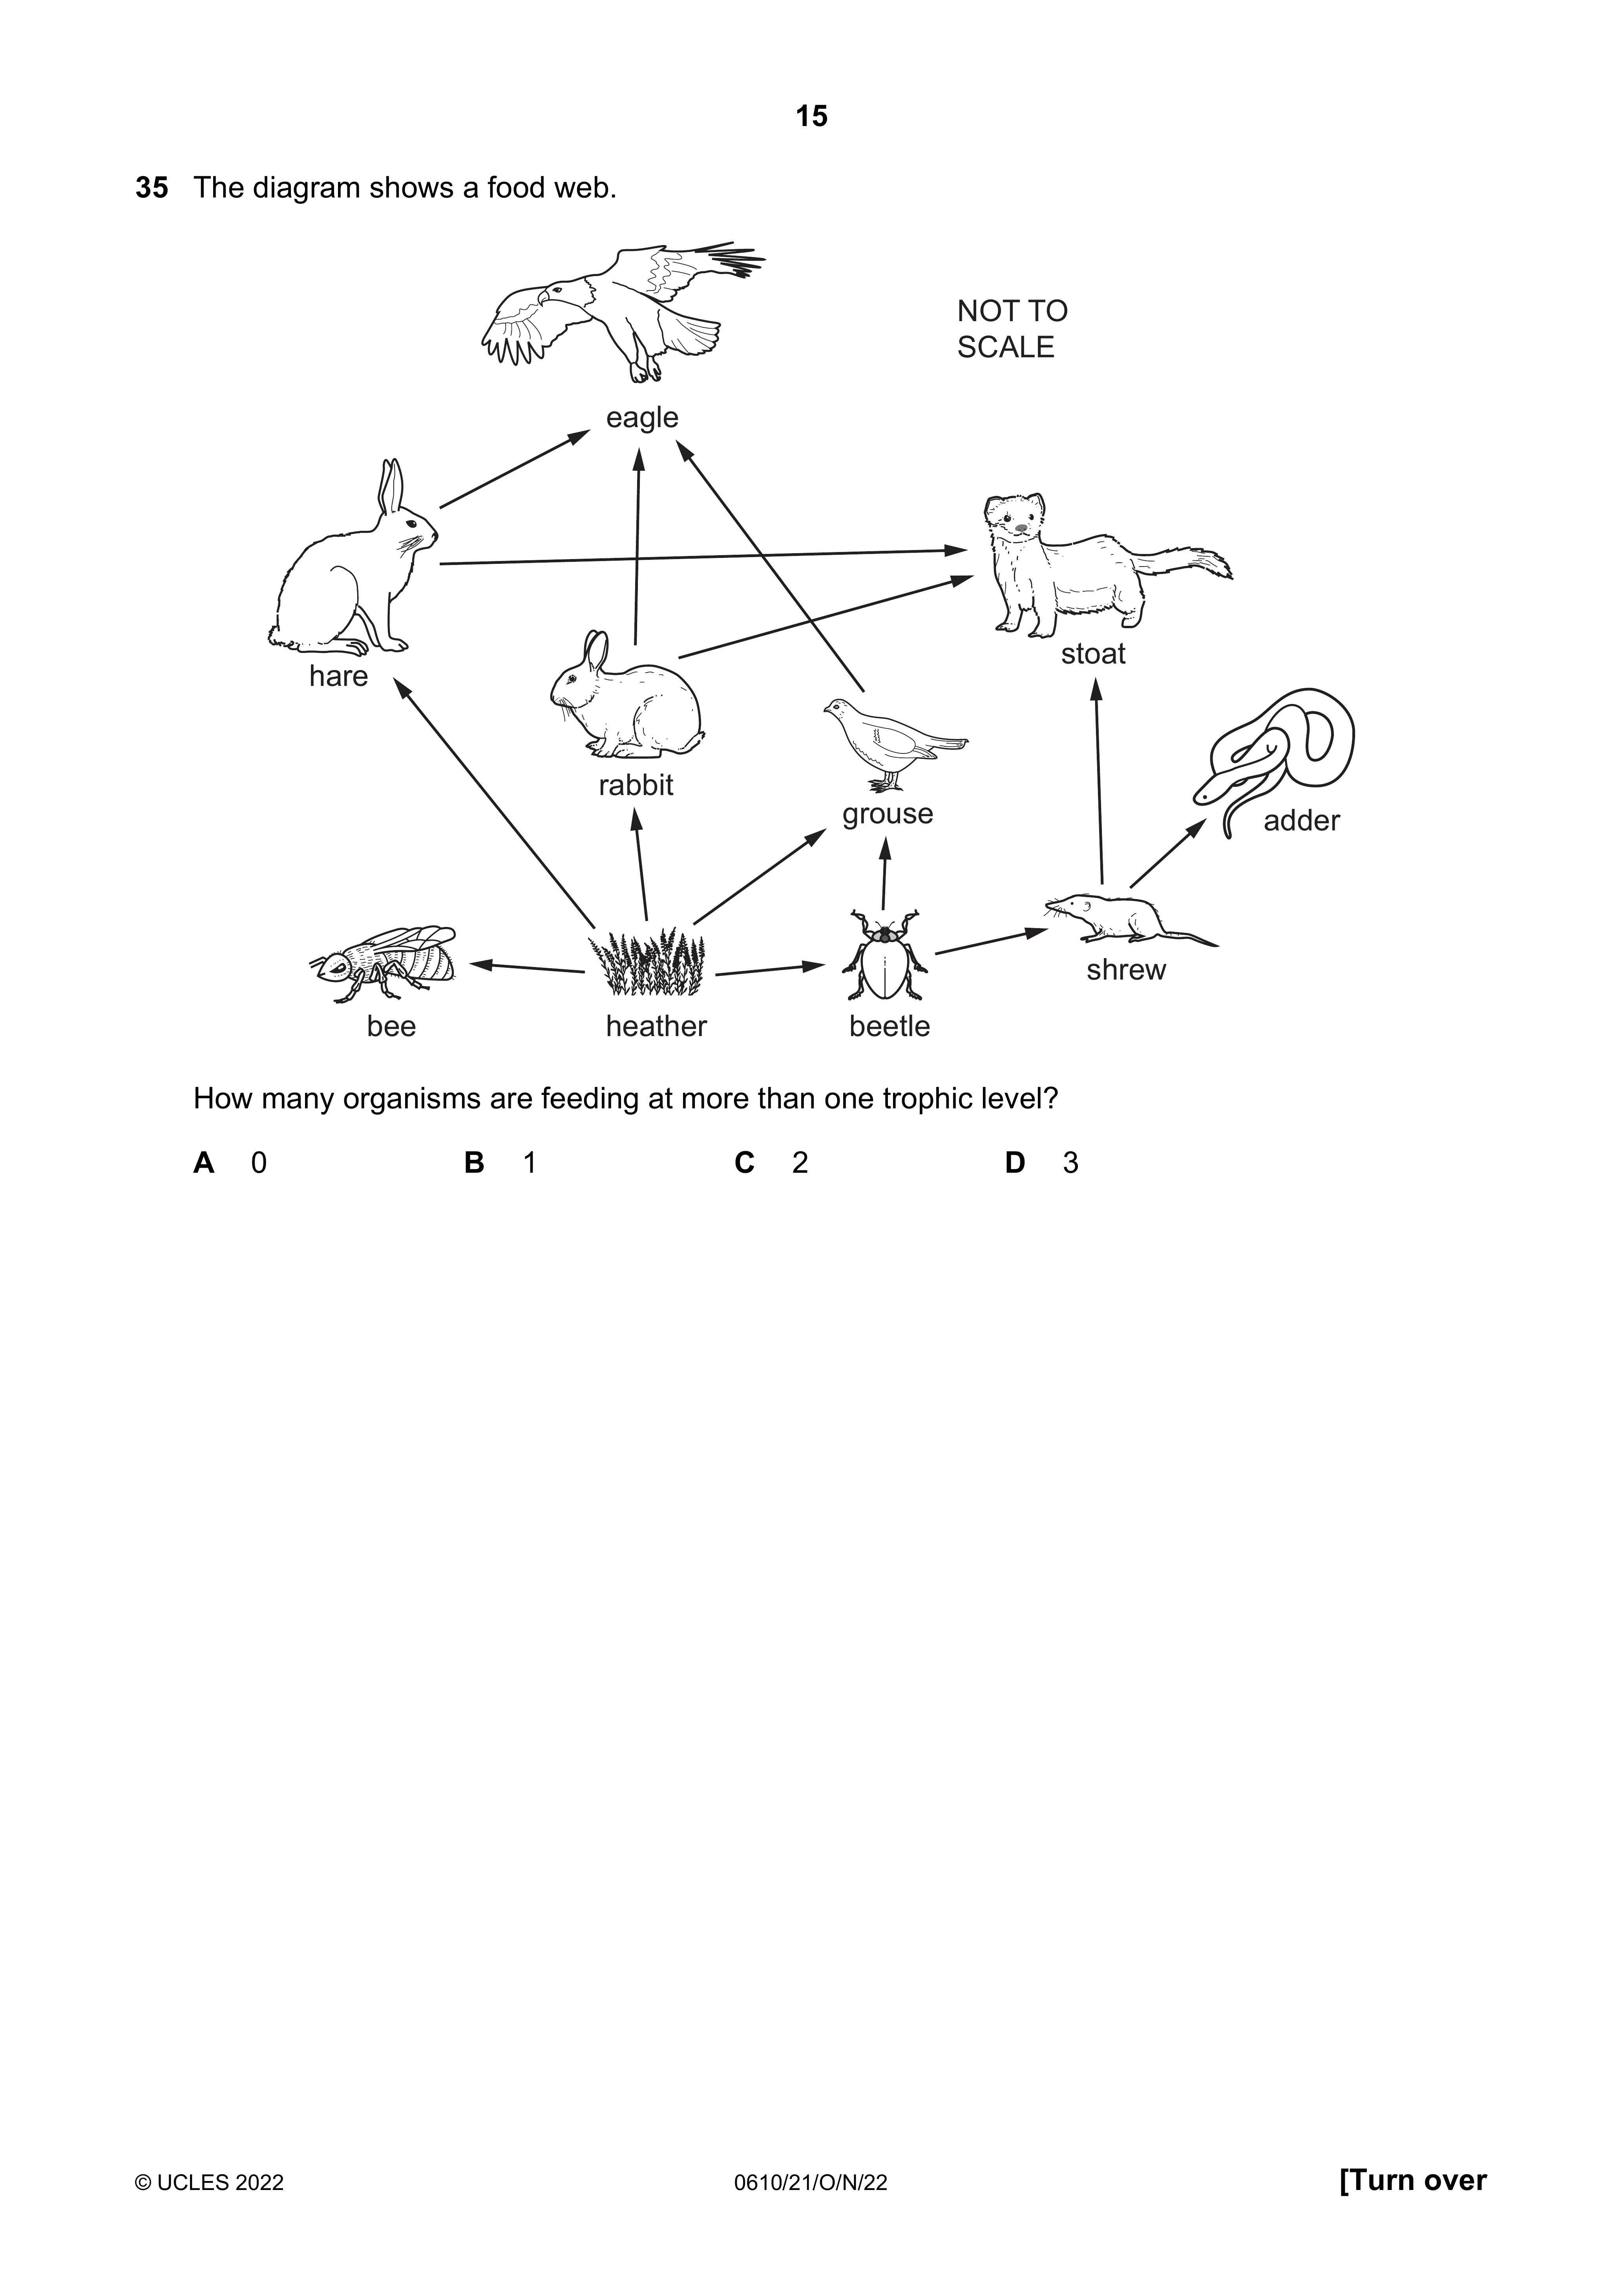 15
35 The diagram shows a food web.
NOT TO
SCALE
eagle
hare
stoat
rabbit
grouse
adder
shrew
bee
heather
beetle
How many organisms are feeding at more than one trophic level?
A 0 B 1 C 2 D 3
© UCLES 2022 0610/21/O/N/22 [Turn over